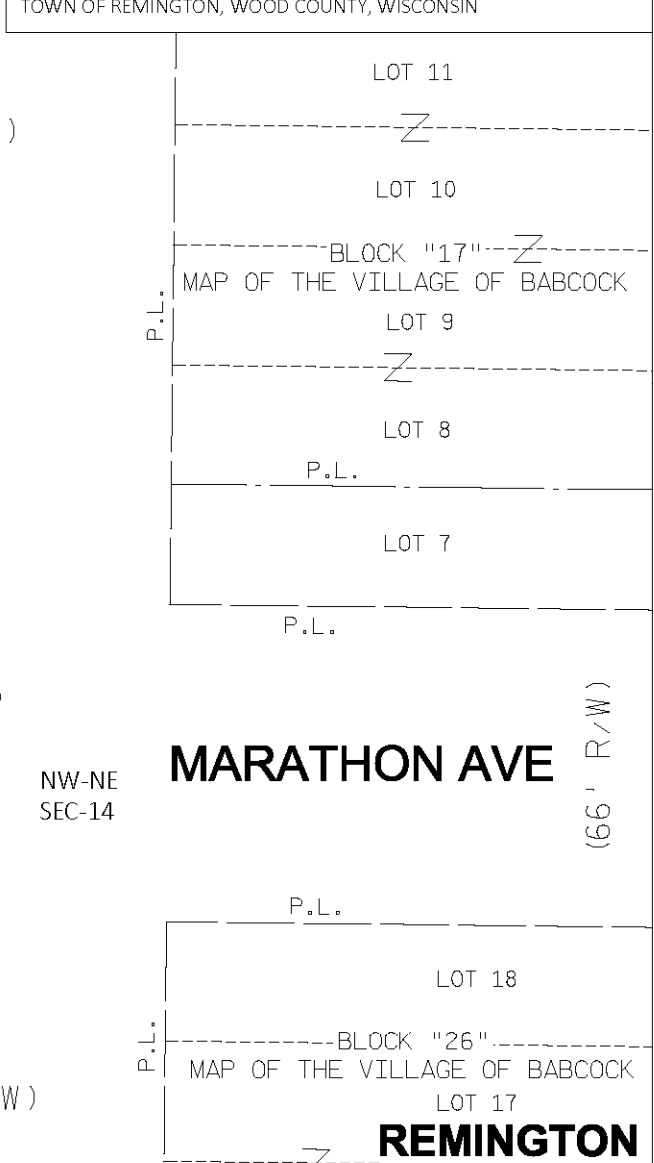 TOWN OF REMINGTON, WOOD COUNTY, WISCONSIN
LOT 11
)
LOT 10
BLOCK "17"
MAP OF THE VILLAGE OF BABCOCK
P.L.
LOT 9
LOT 8
P.L.
LOT 7
P.L.
(66' R/W)
MARATHON AVE
NW-NE
SEC-14
P.L.
LOT 18
P.L.
BLOCK "26"
MAP OF THE VILLAGE OF BABCOCK
W)
LOT 17
REMINGTON